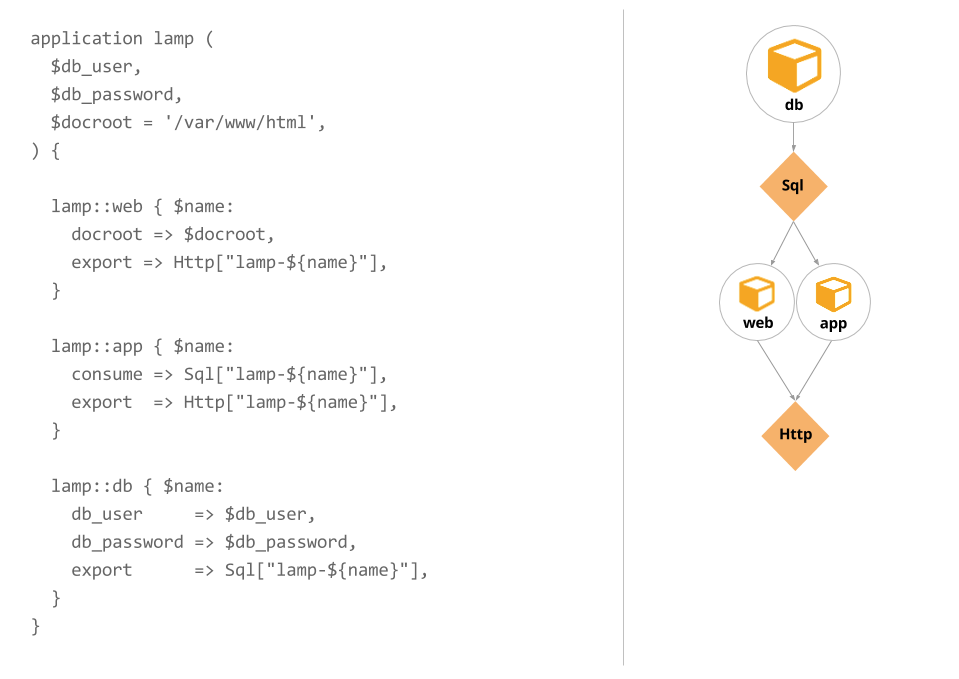 application lamp (
  $db_user,
  $db_password,
  $docroot = '/var/www/html',
) {
  lamp::web { $name:
    docroot => $docroot,
    export => Http["lamp-${name}"],
  }
  lamp::app { $name:
    consume => Sql["lamp-${name}"],
    export  => Http["lamp-${name}"],
  }
  lamp::db { $name:
    db_user     => $db_user,
    db_password => $db_password,
    export      => Sql["lamp-${name}"],
  }
}
db
Sql
web
app
Http